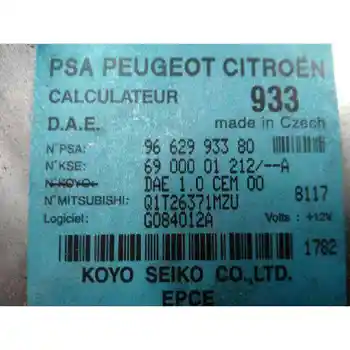 PSA PEUGEOT CITROËN
CALCULATEUR 933
D.A.E. made in Czech
N°PSA: 96 629 933 80
N°KSE: 69 000 01 212/--A
N°KOYO: DAE 1.0 CEM 00
N°MITSUBISHI: Q1T26371MZU 8117
Logiciel: G084012A Volts: +12V
1782
KOYO SEIKO CO.,LTD.
EPCE